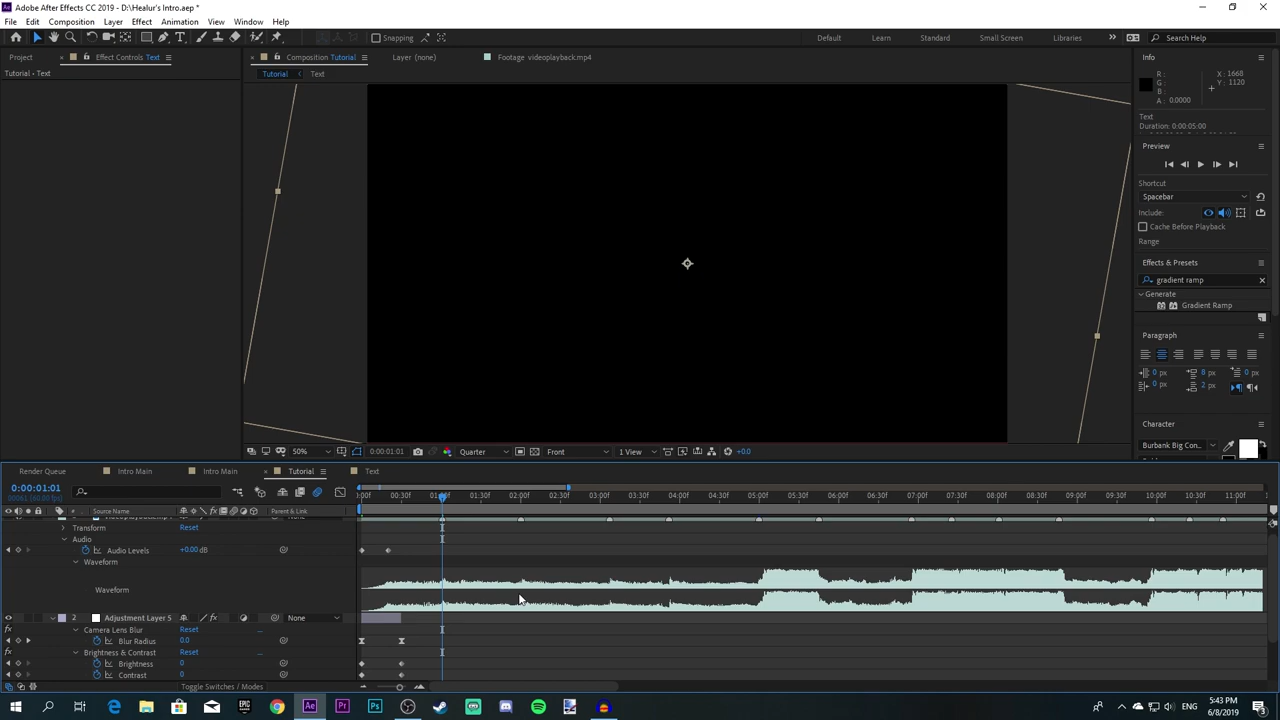 Adobe After Effects CC 2019 - D:\Healur's Intro.aep *
File Edit Composition Layer Effect Animation View Window Help
Snapping
Default Learn Standard Small Screen Libraries Search Help
Project Effect Controls Text Composition Tutorial Layer (none) Footage videoplayback.mp4
Tutorial • Text
Tutorial Text
Info
R:
G:
B:
A: 0.0000
X: 1668
Y: 1120
Text
Duration: 0:00:05:00
Preview
Shortcut
Spacebar
Include:
Cache Before Playback
Range
Effects & Presets
gradient ramp
Generate
Gradient Ramp
Paragraph
0 px 8 px 0 px
0 px 2 px
Character
Burbank Big Con...
50% 0:00:01:01 Quarter Front 1 View +0.0
Render Queue Intro Main Intro Main Tutorial Text
0:00:01:01
00061 (60.00 fps)
:00f 00:30f 01:00f 01:30f 02:00f 02:30f 03:00f 03:30f 04:00f 04:30f 05:00f 05:30f 06:00f 06:30f 07:00f 07:30f 08:00f 08:30f 09:00f 09:30f 10:00f 10:30f 11:00f
# Source Name Parent & Link
Transform Reset
Audio
Audio Levels +0.00 dB
Waveform
Waveform
2 Adjustment Layer 5 None
Camera Lens Blur Reset ...
Blur Radius 0.0
Brightness & Contrast Reset ...
Brightness 0
Contrast 0
Toggle Switches / Modes
EPIC GAMES
Ae Pr Ps
ENG
5:43 PM
6/8/2019